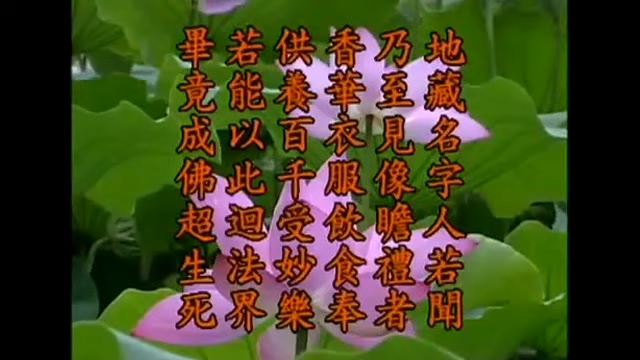 地藏名字人若聞
乃至見像瞻禮者
香華衣服飲食奉
供養百千受妙樂
若能以此迴法界
畢竟成佛超生死